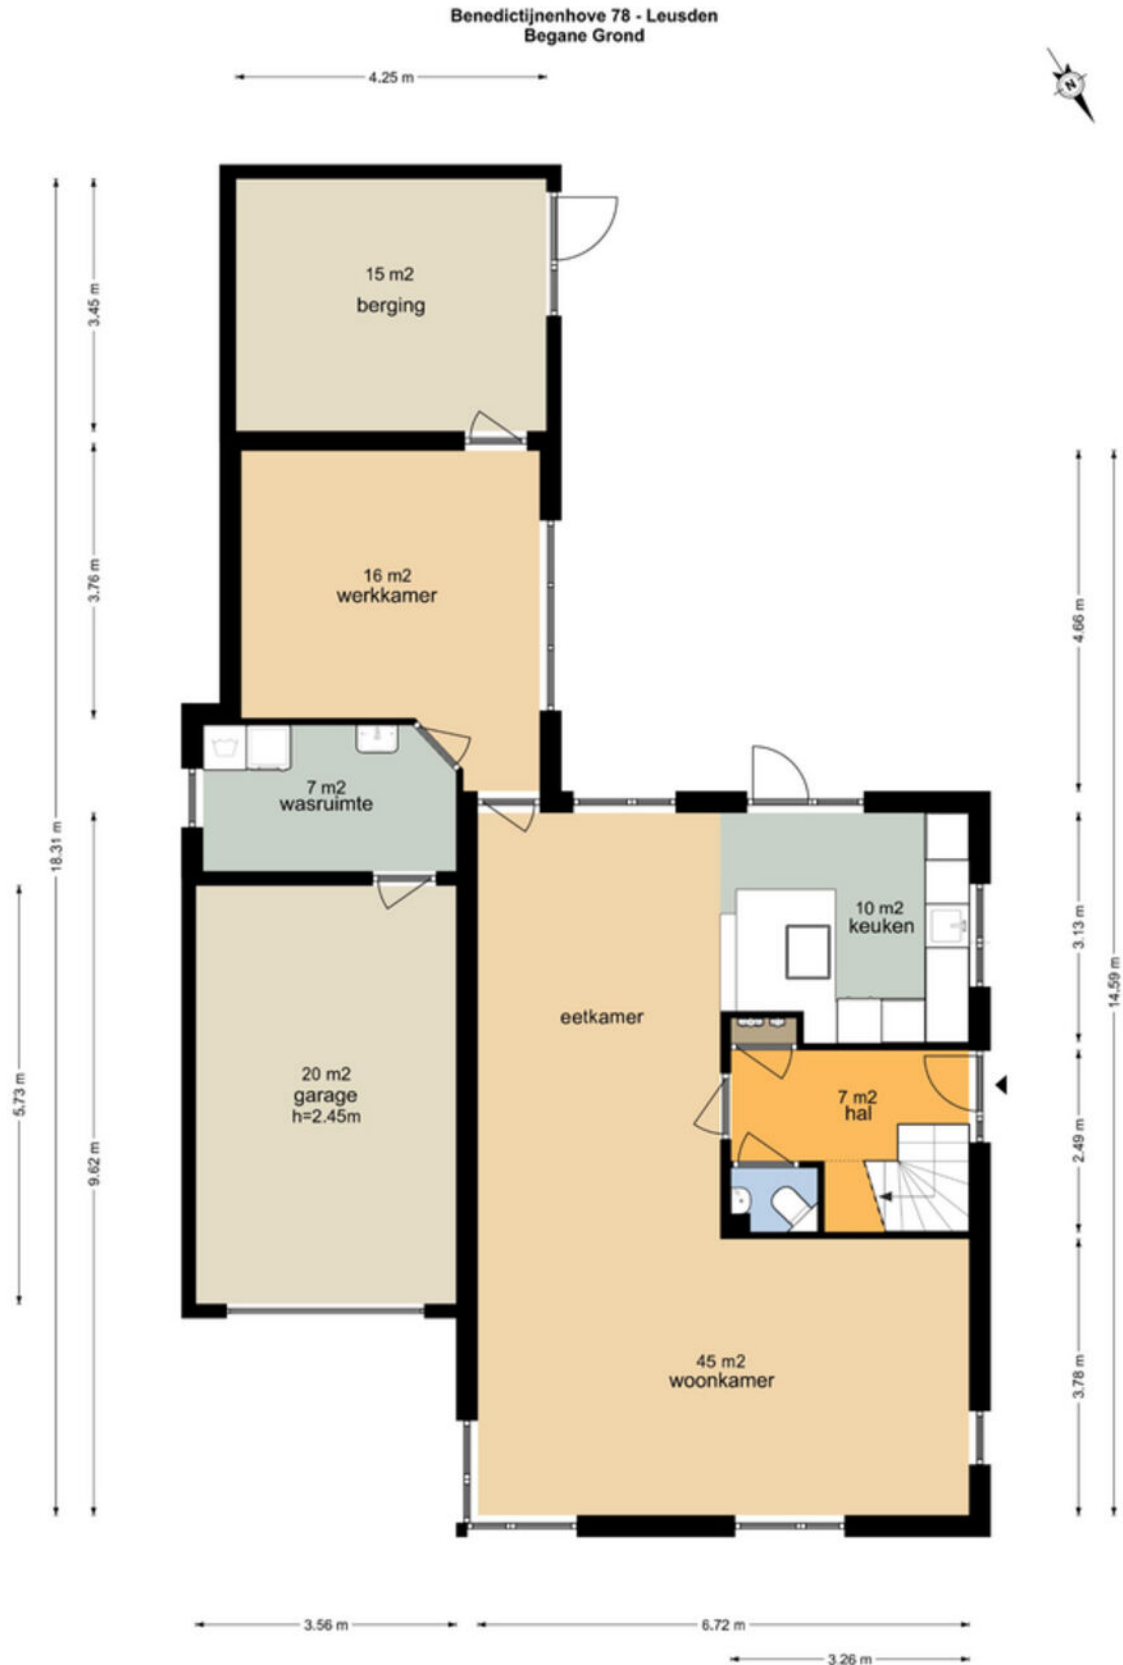 Benedictijnenhove 78 - Leusden
Begane Grond
4.25 m
N
15 m2
berging
3.45 m
16 m2
werkkamer
3.76 m
4.66 m
18.31 m
14.59 m
7 m2
wasruimte
10 m2
keuken
3.13 m
eetkamer
20 m2
garage
h=2.45m
7 m2
hal
5.73 m
9.62 m
2.49 m
45 m2
woonkamer
3.78 m
3.56 m
6.72 m
3.26 m